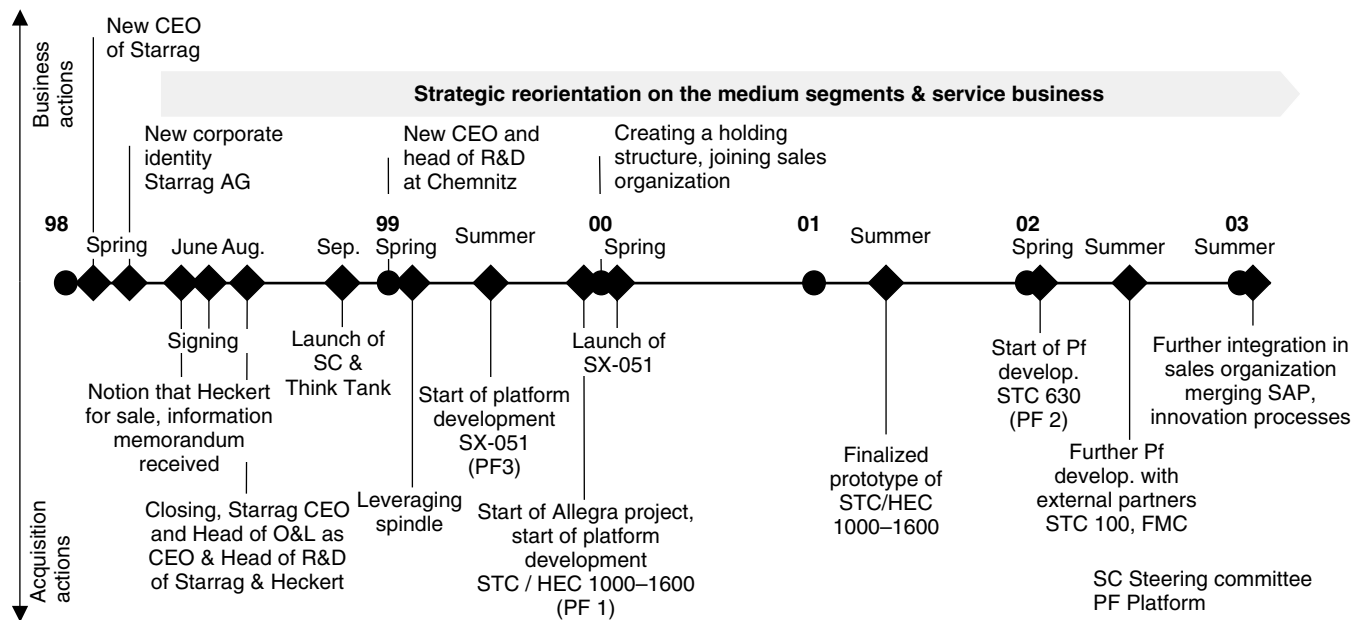 New CEO
of Starrag
Business
actions
Strategic reorientation on the medium segments & service business
New corporate
identity
Starrag AG
New CEO and
head of R&D
at Chemnitz
Creating a holding
structure, joining sales
organization
98
99
00
01
02
03
Spring
June Aug.
Sep.
Spring
Summer
Spring
Summer
Spring
Summer
Summer
Signing
Notion that Heckert
for sale, information
memorandum
received
Closing, Starrag CEO
and Head of O&L as
CEO & Head of R&D
of Starrag & Heckert
Launch of
SC &
Think Tank
Leveraging
spindle
Start of platform
development
SX-051
(PF3)
Start of Allegra project,
start of platform
development
STC / HEC 1000–1600
(PF 1)
Launch of
SX-051
Finalized
prototype of
STC/HEC
1000–1600
Start of Pf
develop.
STC 630
(PF 2)
Further Pf
develop. with
external partners
STC 100, FMC
Further integration in
sales organization
merging SAP,
innovation processes
Acquisition
actions
SC Steering committee
PF Platform